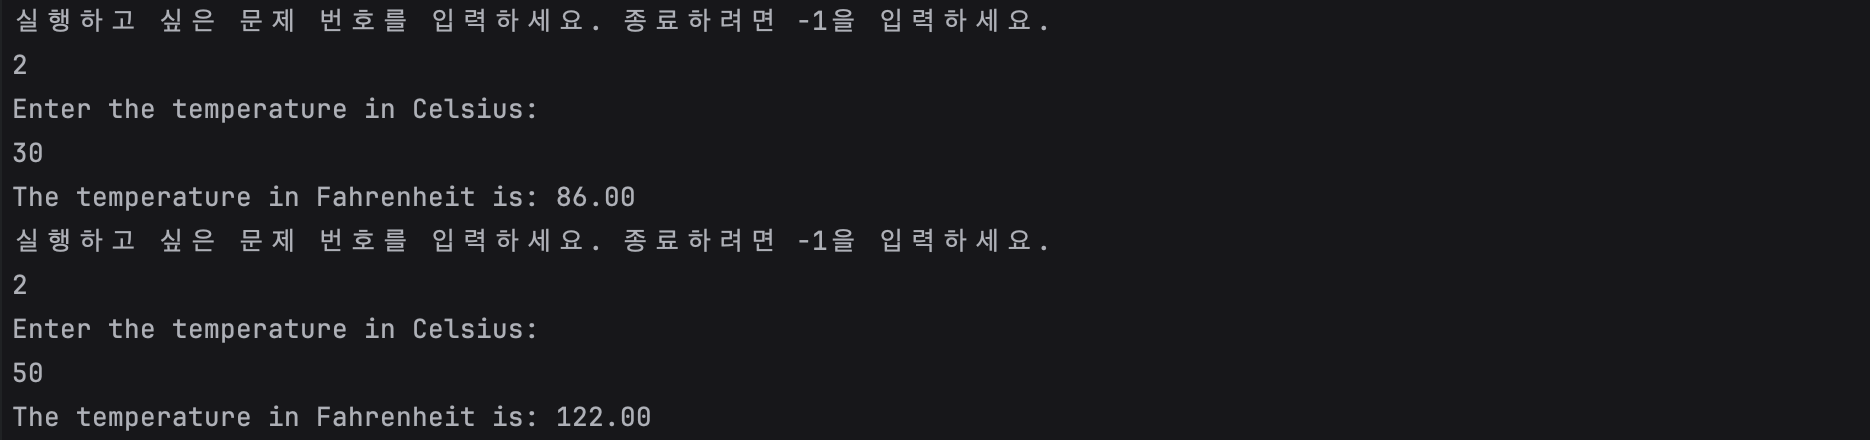 실행하고 싶은 문제 번호를 입력하세요. 종료하려면 -1을 입력하세요.
2
Enter the temperature in Celsius:
30
The temperature in Fahrenheit is: 86.00
실행하고 싶은 문제 번호를 입력하세요. 종료하려면 -1을 입력하세요.
2
Enter the temperature in Celsius:
50
The temperature in Fahrenheit is: 122.00